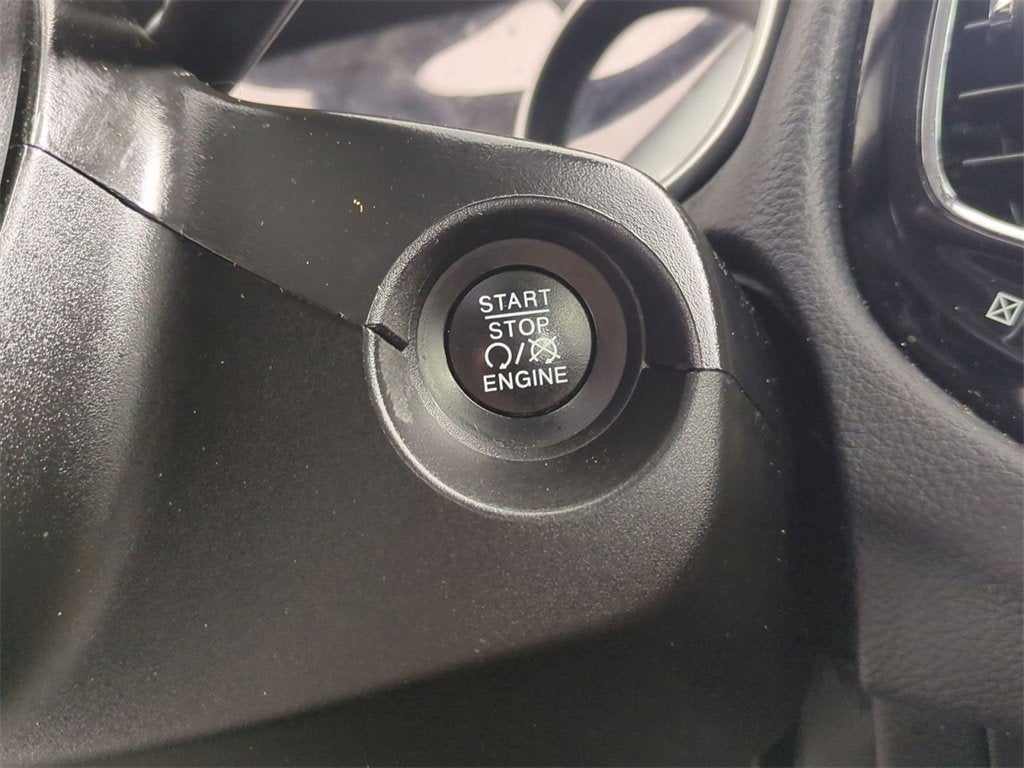 START
STOP
/
ENGINE